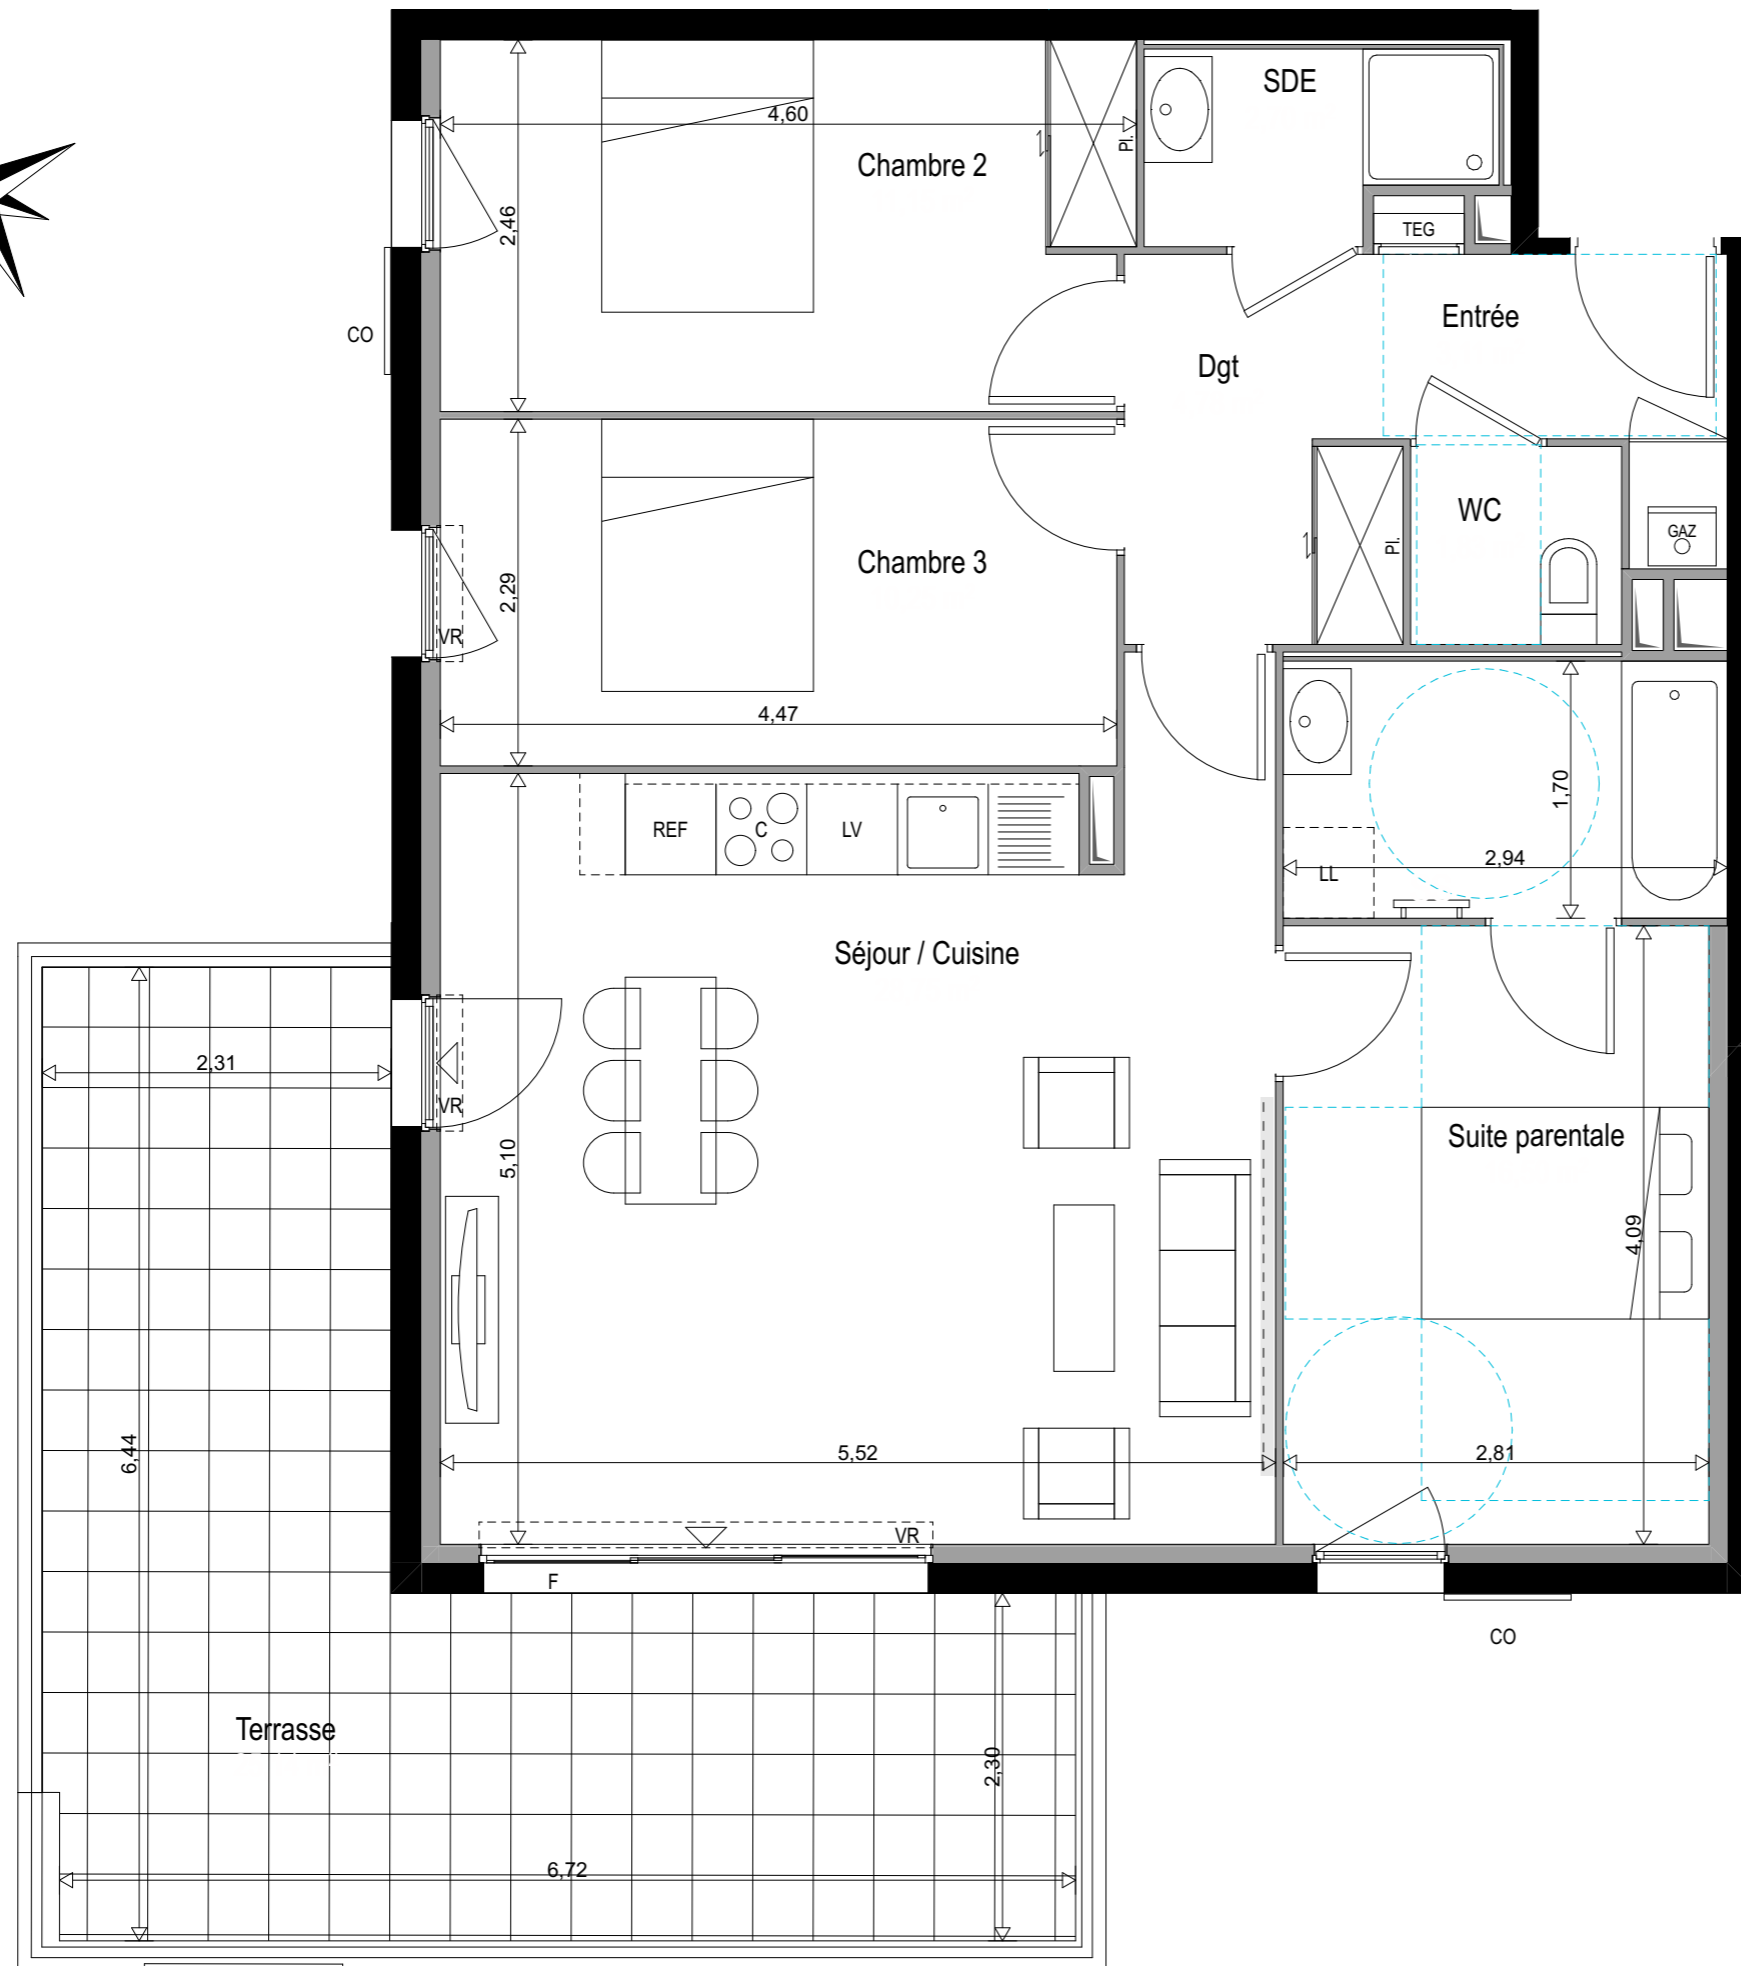 SDE
4,60
Pl.
Chambre 2
2,46
TEG
Entrée
CO
Dgt
WC
Pl.
GAZ
Chambre 3
2,29
VR
4,47
1,70
REF
C
LV
2,94
LL
Séjour / Cuisine
2,31
VR
5,10
Suite parentale
4,09
6,44
5,52
2,81
VR
F
CO
Terrasse
2,30
6,72